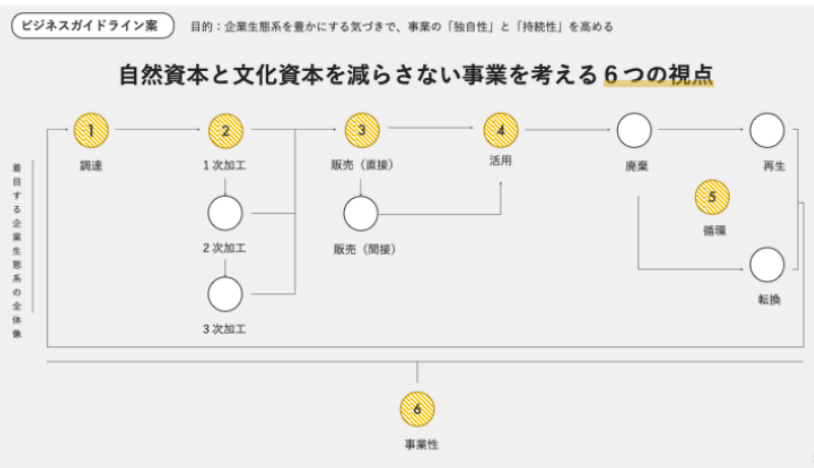 ビジネスガイドライン案
目的：企業生態系を豊かにする気づきで、事業の「独自性」と「持続性」を高める
自然資本と文化資本を減らさない事業を考える６つの視点
着目する企業生態系の全体像
1
調達
2
1次加工
2次加工
3次加工
3
販売（直接）
販売（間接）
4
活用
廃棄
再生
5
循環
転換
6
事業性